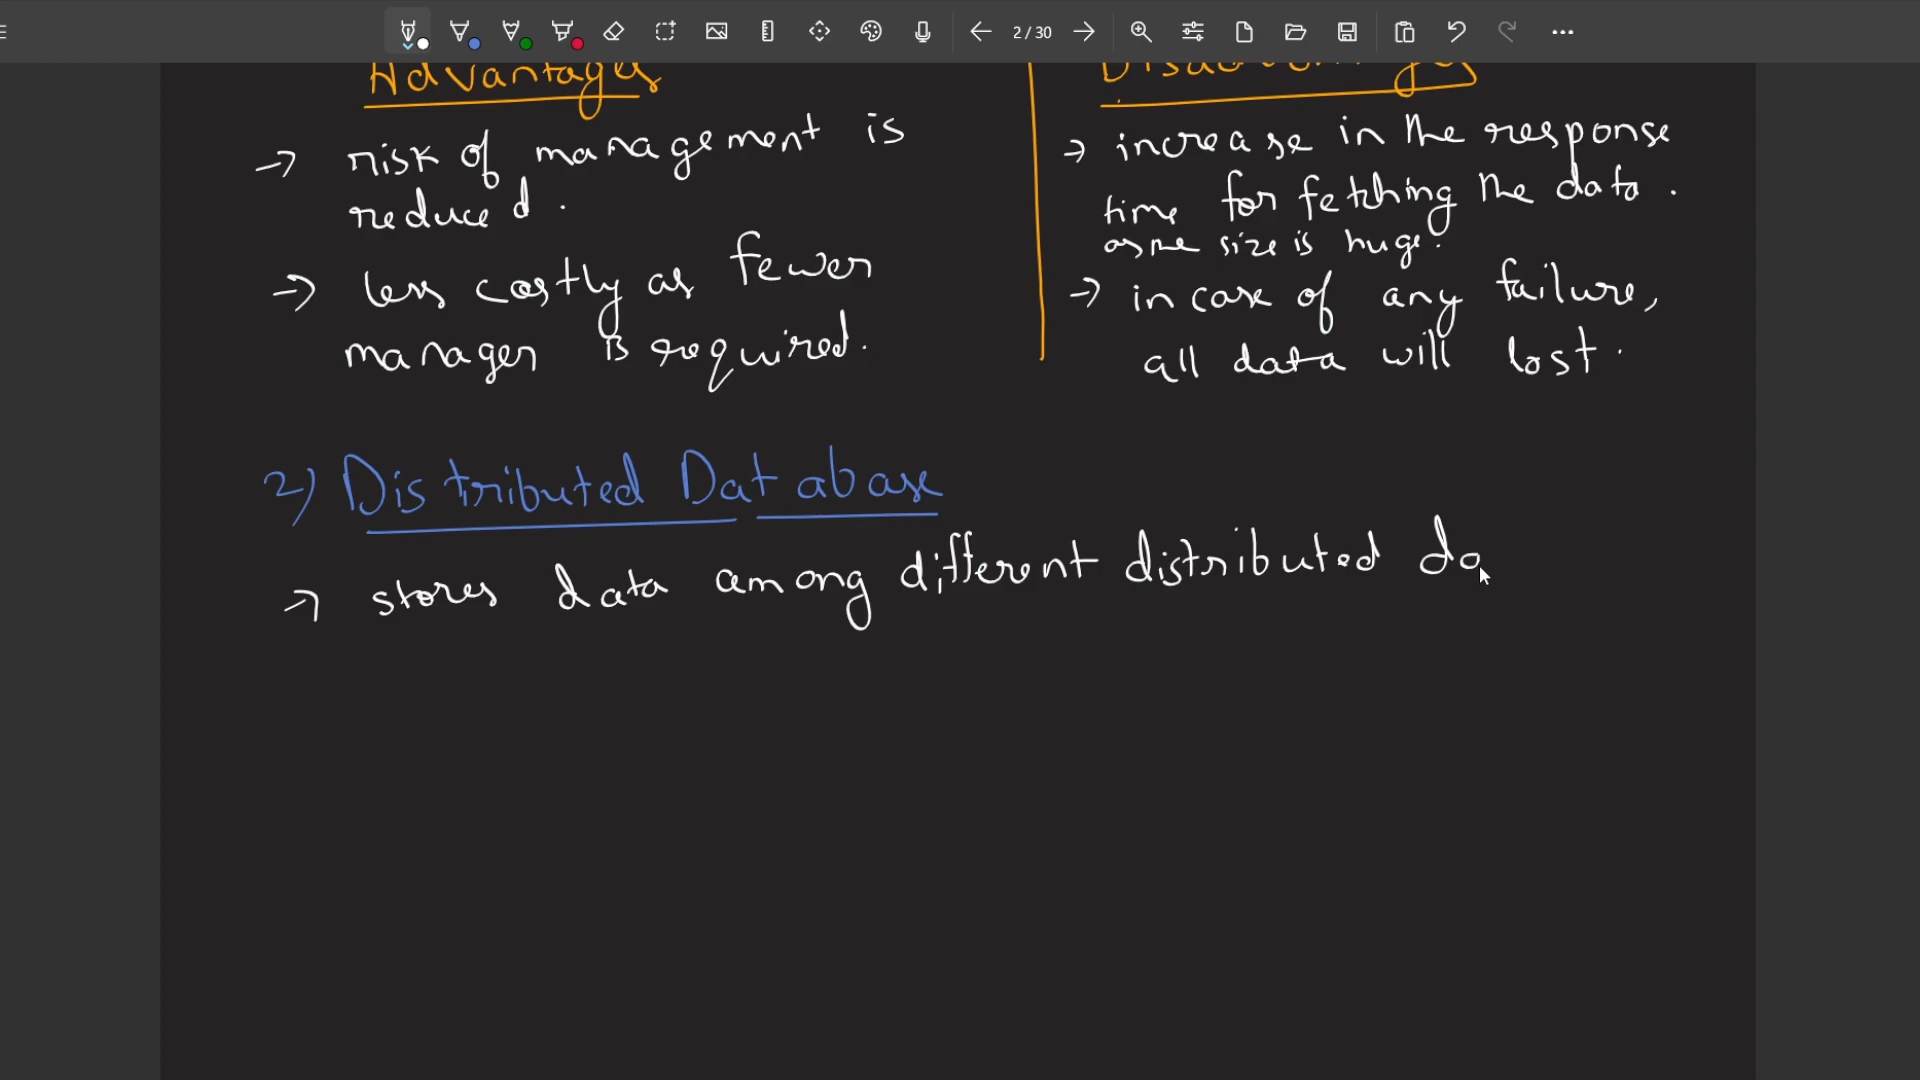 2/30
Advantages
→ risk of management is
reduced.
→ less costly as fewer
manager is required.
Disadvantages
→ increase in the response
time for fetching the data.
as the size is huge.
→ in case of any failure,
all data will lost.
2) Distributed Database
→ stores data among different distributed da